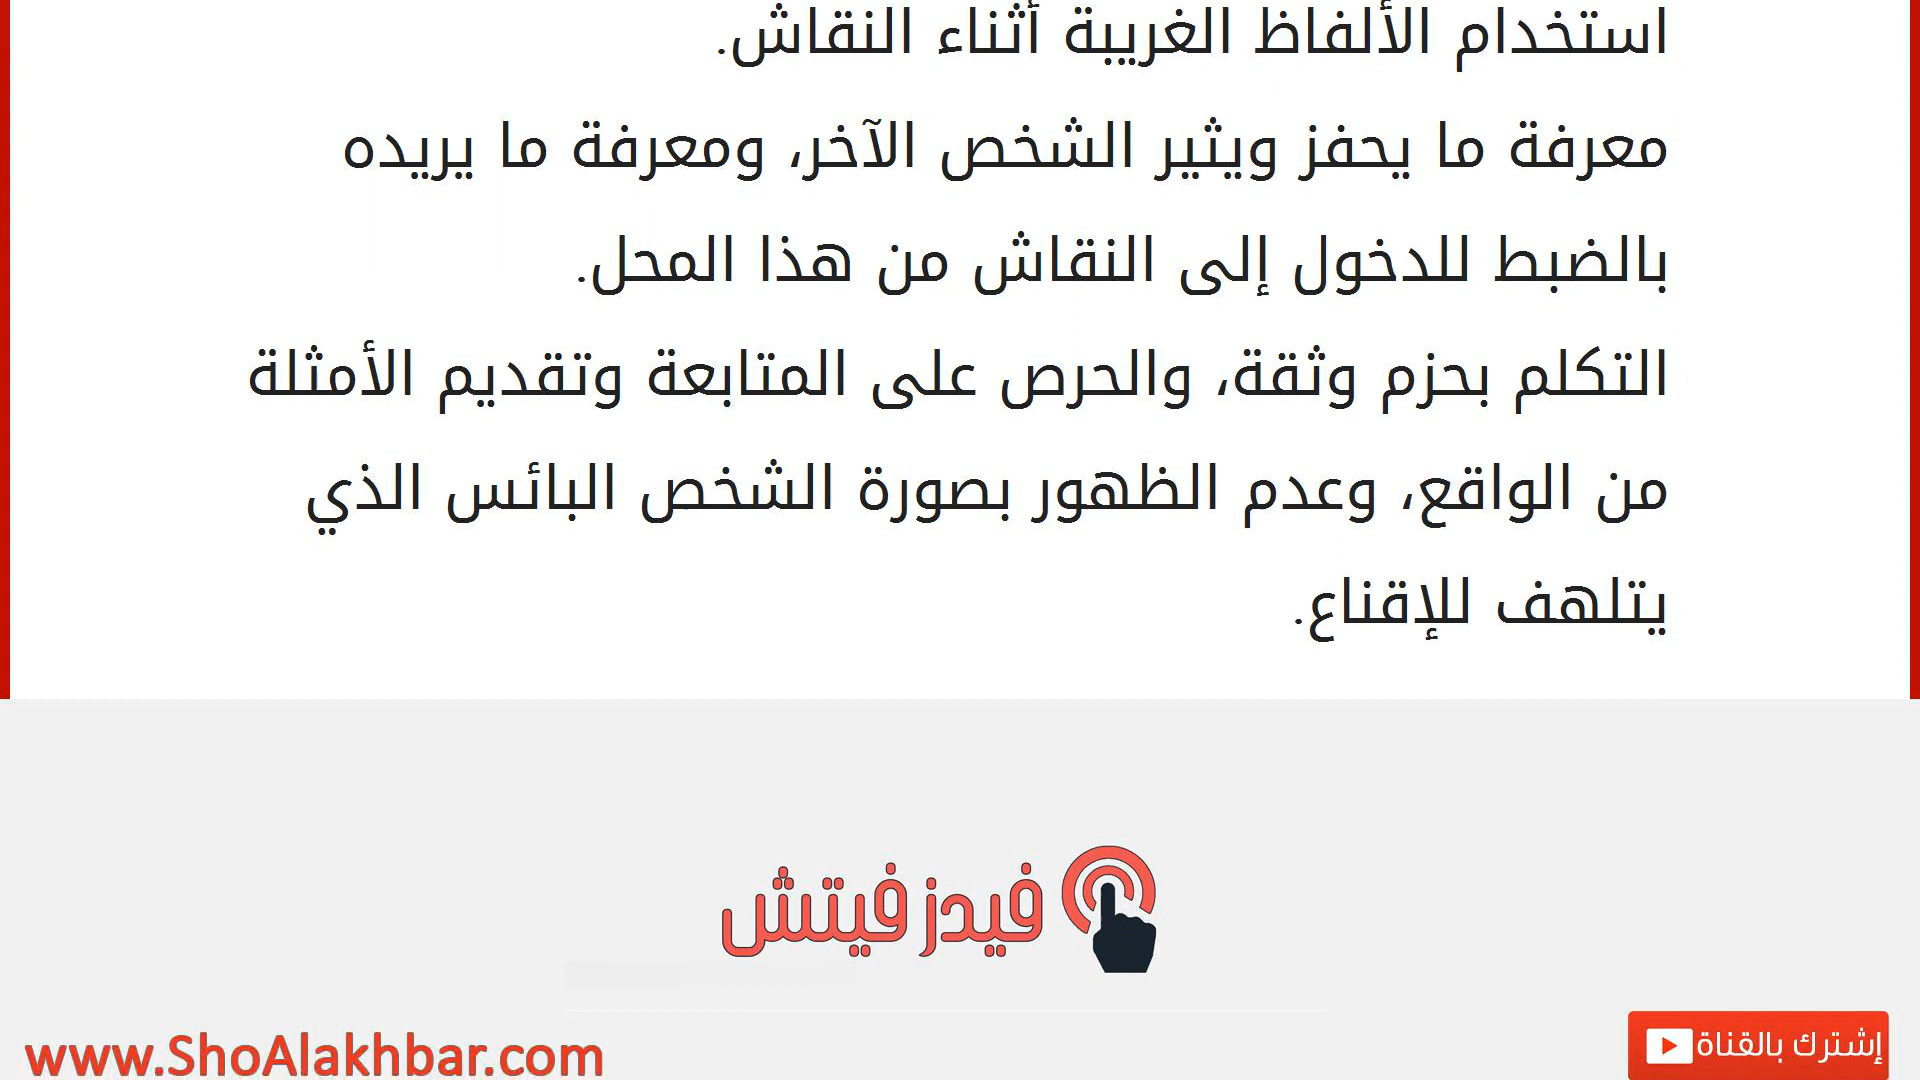 استخدام الألفاظ الغريبة أثناء النقاش.
معرفة ما يحفز ويثير الشخص الآخر، ومعرفة ما يريده
بالضبط للدخول إلى النقاش من هذا المحل.
التكلم بحزم وثقة، والحرص على المتابعة وتقديم الأمثلة
من الواقع، وعدم الظهور بصورة الشخص البائس الذي
يتلهف للإقناع.
فيدز فيتش
www.ShoAlakhbar.com
إشترك بالقناة